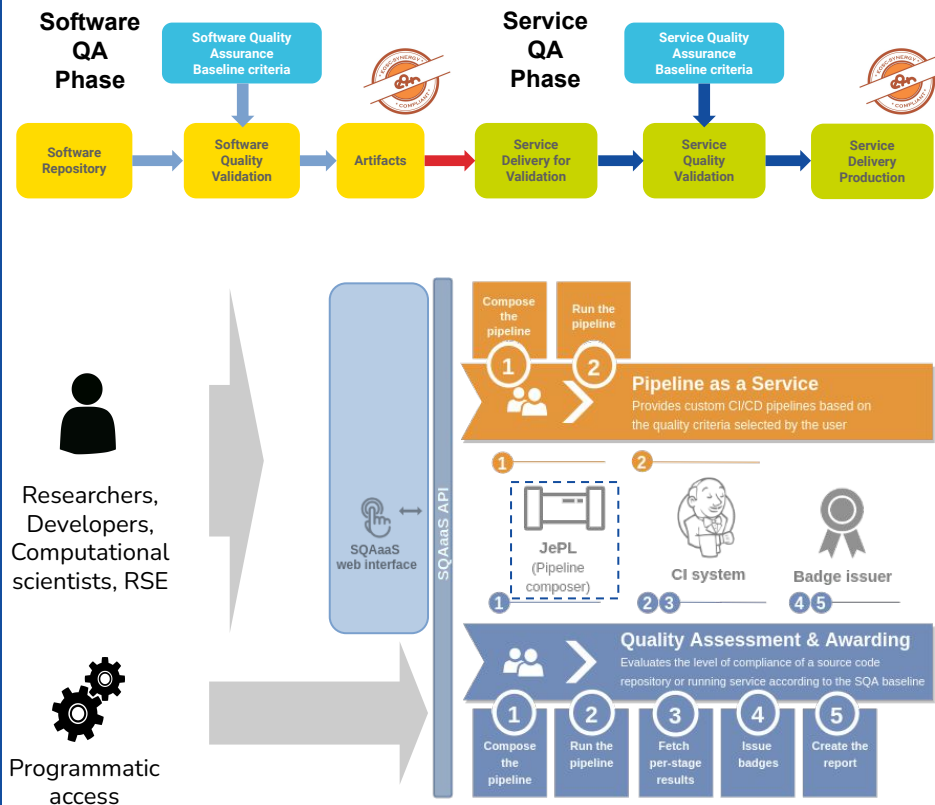 Software
QA
Phase
Software Quality
Assurance
Baseline criteria
EOSC-SYNERGY
COMPLIANT
Service
QA
Phase
Service Quality
Assurance
Baseline criteria
EOSC-SYNERGY
COMPLIANT
Software
Repository
Software
Quality
Validation
Artifacts
Service
Delivery for
Validation
Service
Quality
Validation
Service
Delivery
Production
Researchers,
Developers,
Computational
scientists, RSE
Programmatic
access
SQAaaS
web interface
SQAaaS API
Compose
the
pipeline
1
Run the
pipeline
2
Pipeline as a Service
Provides custom CI/CD pipelines based on
the quality criteria selected by the user
1
2
JePL
(Pipeline
composer)
CI system
Badge issuer
1
2 3
4 5
Quality Assessment & Awarding
Evaluates the level of compliance of a source code
repository or running service according to the SQA baseline
1
Compose
the
pipeline
2
Run the
pipeline
3
Fetch
per-stage
results
4
Issue
badges
5
Create the
report